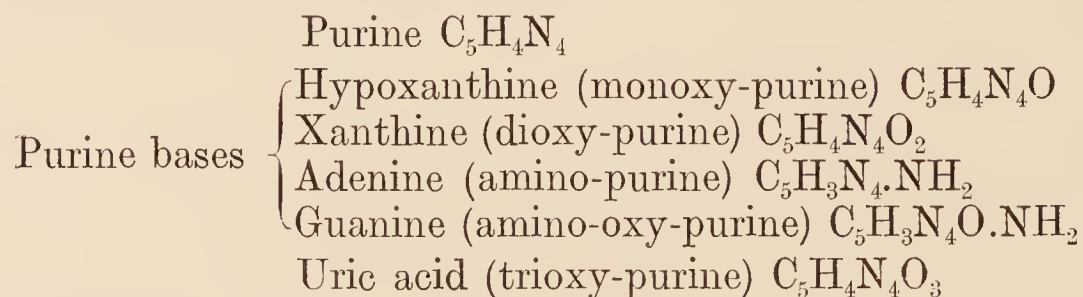 Purine C₅H₄N₄
Hypoxanthine (monoxy-purine) C₅H₄N₄O
Purine bases
Xanthine (dioxy-purine) C₅H₄N₄O₂
Adenine (amino-purine) C₅H₃N₄.NH₂
Guanine (amino-oxy-purine) C₅H₃N₄O.NH₂
Uric acid (trioxy-purine) C₅H₄N₄O₃